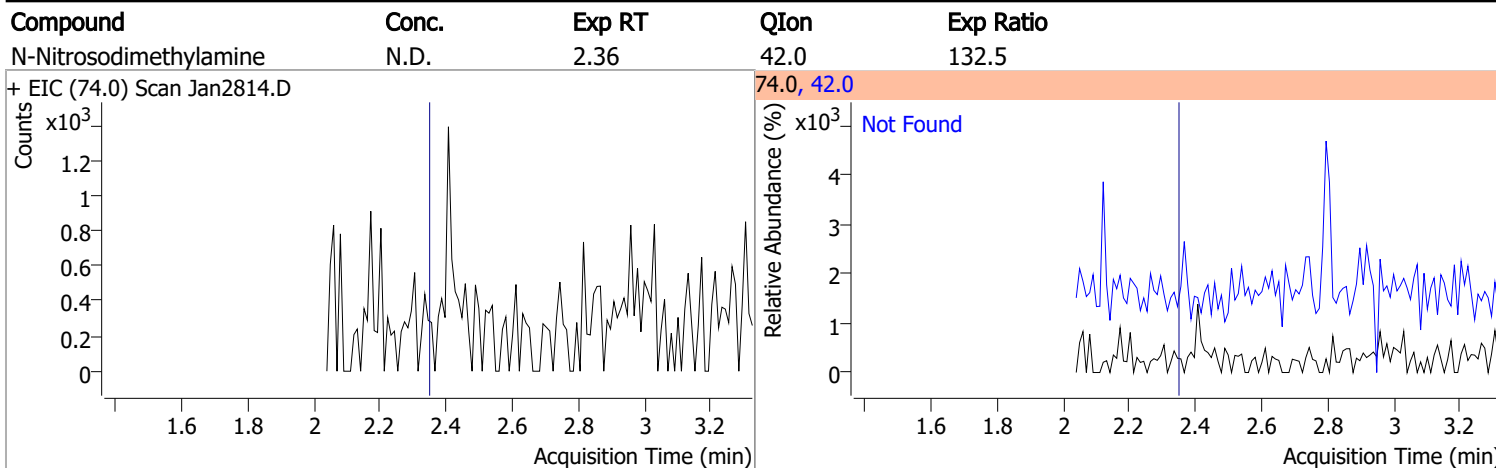 Compound Conc. Exp RT QIon Exp Ratio
N-Nitrosodimethylamine N.D. 2.36 42.0 132.5
+ EIC (74.0) Scan Jan2814.D
Counts
x10³
1.2
1
0.8
0.6
0.4
0.2
0
1.6 1.8 2 2.2 2.4 2.6 2.8 3 3.2
Acquisition Time (min)
74.0, 42.0
Relative Abundance (%)
x10³
Not Found
4
3
2
1
0
1.6 1.8 2 2.2 2.4 2.6 2.8 3 3.2
Acquisition Time (min)